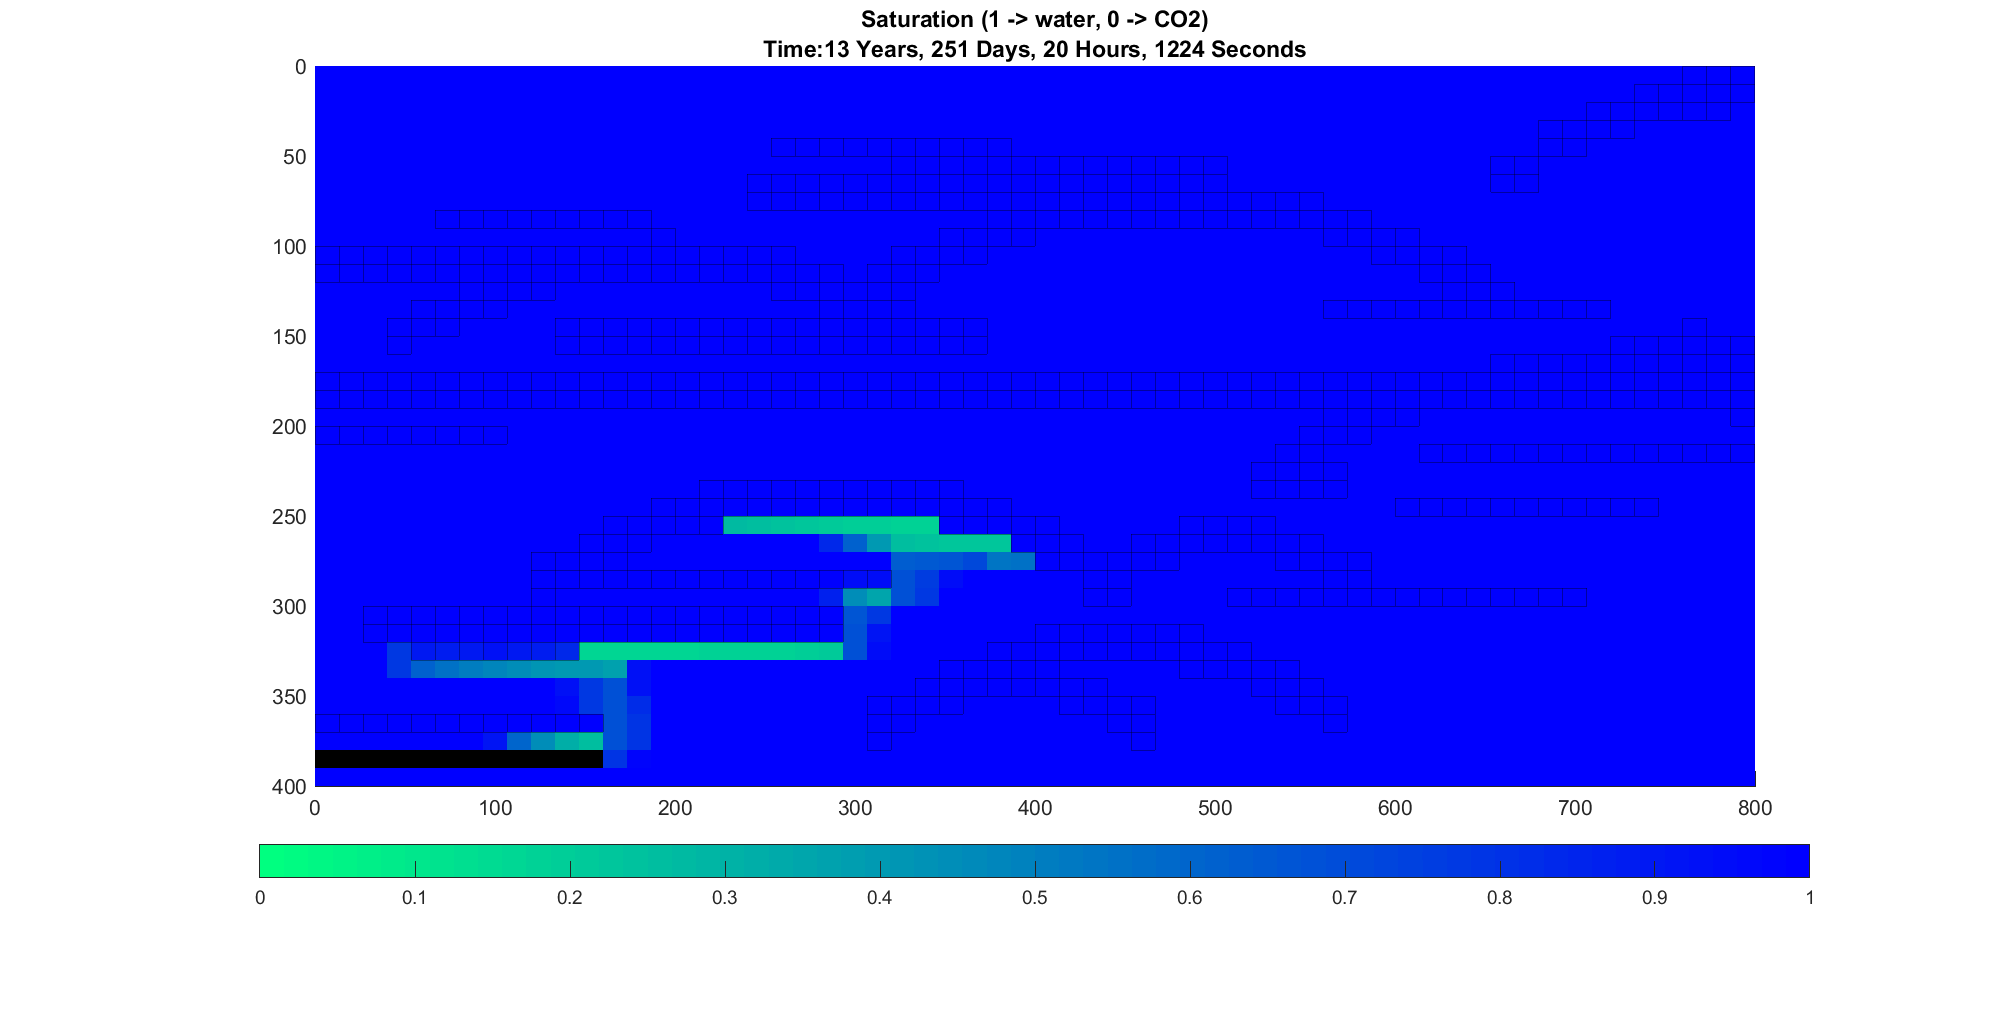 Saturation (1 -> water, 0 -> CO2)
Time:13 Years, 251 Days, 20 Hours, 1224 Seconds
0
50
100
150
200
250
300
350
400
0 100 200 300 400 500 600 700 800
0 0.1 0.2 0.3 0.4 0.5 0.6 0.7 0.8 0.9 1